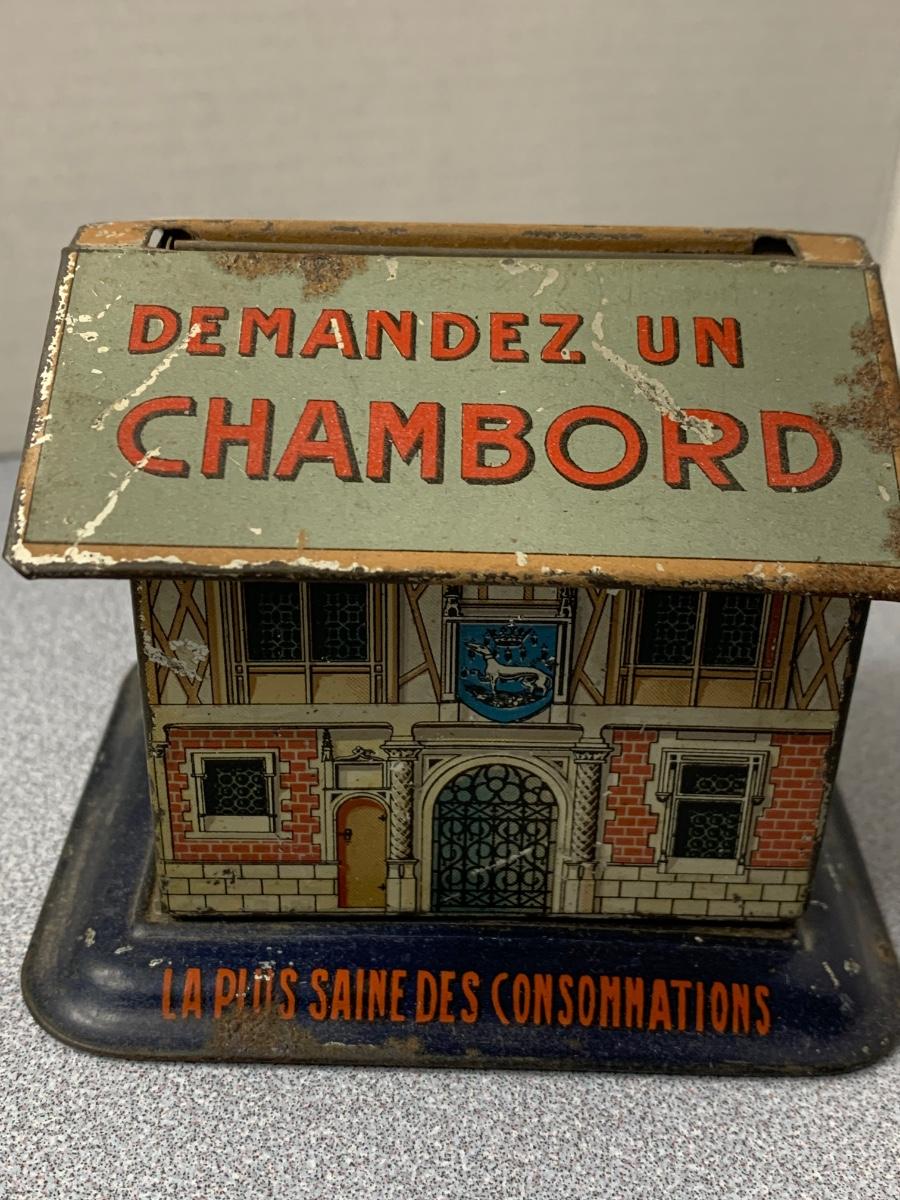 DEMANDEZ UN
CHAMBORD
LA PLUS SAINE DES CONSOMMATIONS